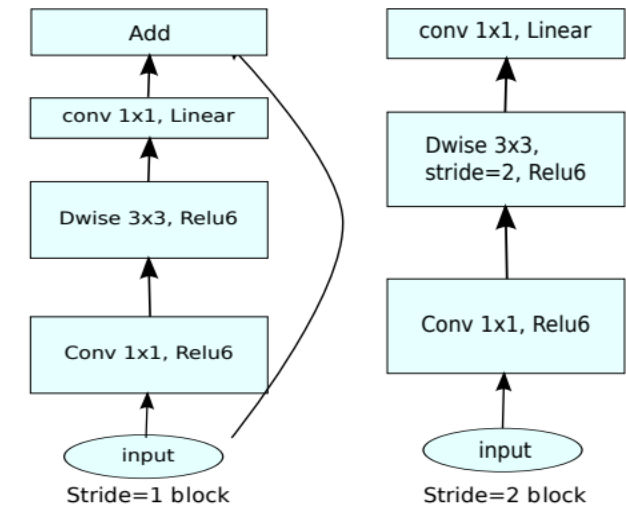 Add
conv 1x1, Linear
Dwise 3x3, Relu6
Conv 1x1, Relu6
input
Stride=1 block
conv 1x1, Linear
Dwise 3x3,
stride=2, Relu6
Conv 1x1, Relu6
input
Stride=2 block